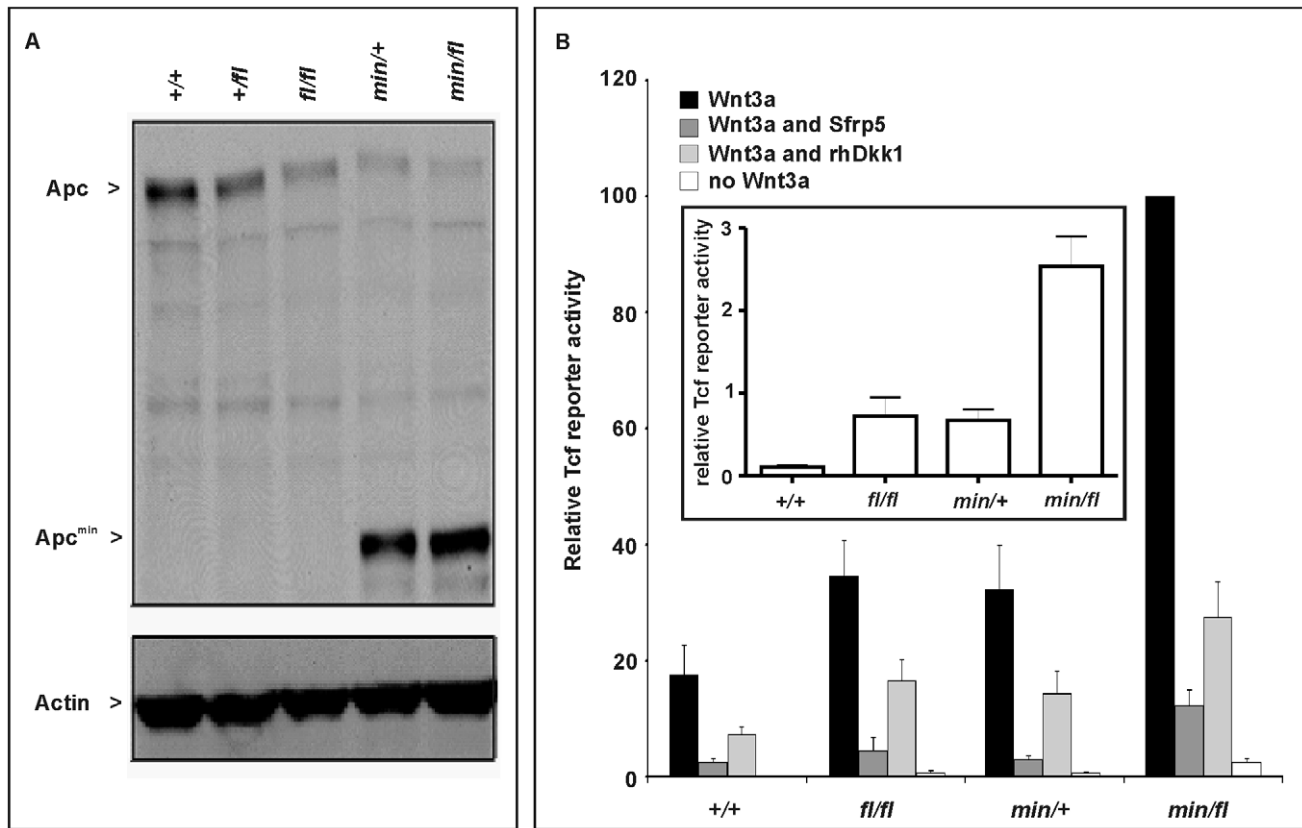 A
+/+
+/fl
fl/fl
min/+
min/fl
Apc >
Apcmin >
Actin >
B
Relative Tcf reporter activity
120
100
80
60
40
20
0
Wnt3a
Wnt3a and Sfrp5
Wnt3a and rhDkk1
no Wnt3a
relative Tcf reporter activity
3
2
1
0
+/+
fl/fl
min/+
min/fl
+/+
fl/fl
min/+
min/fl